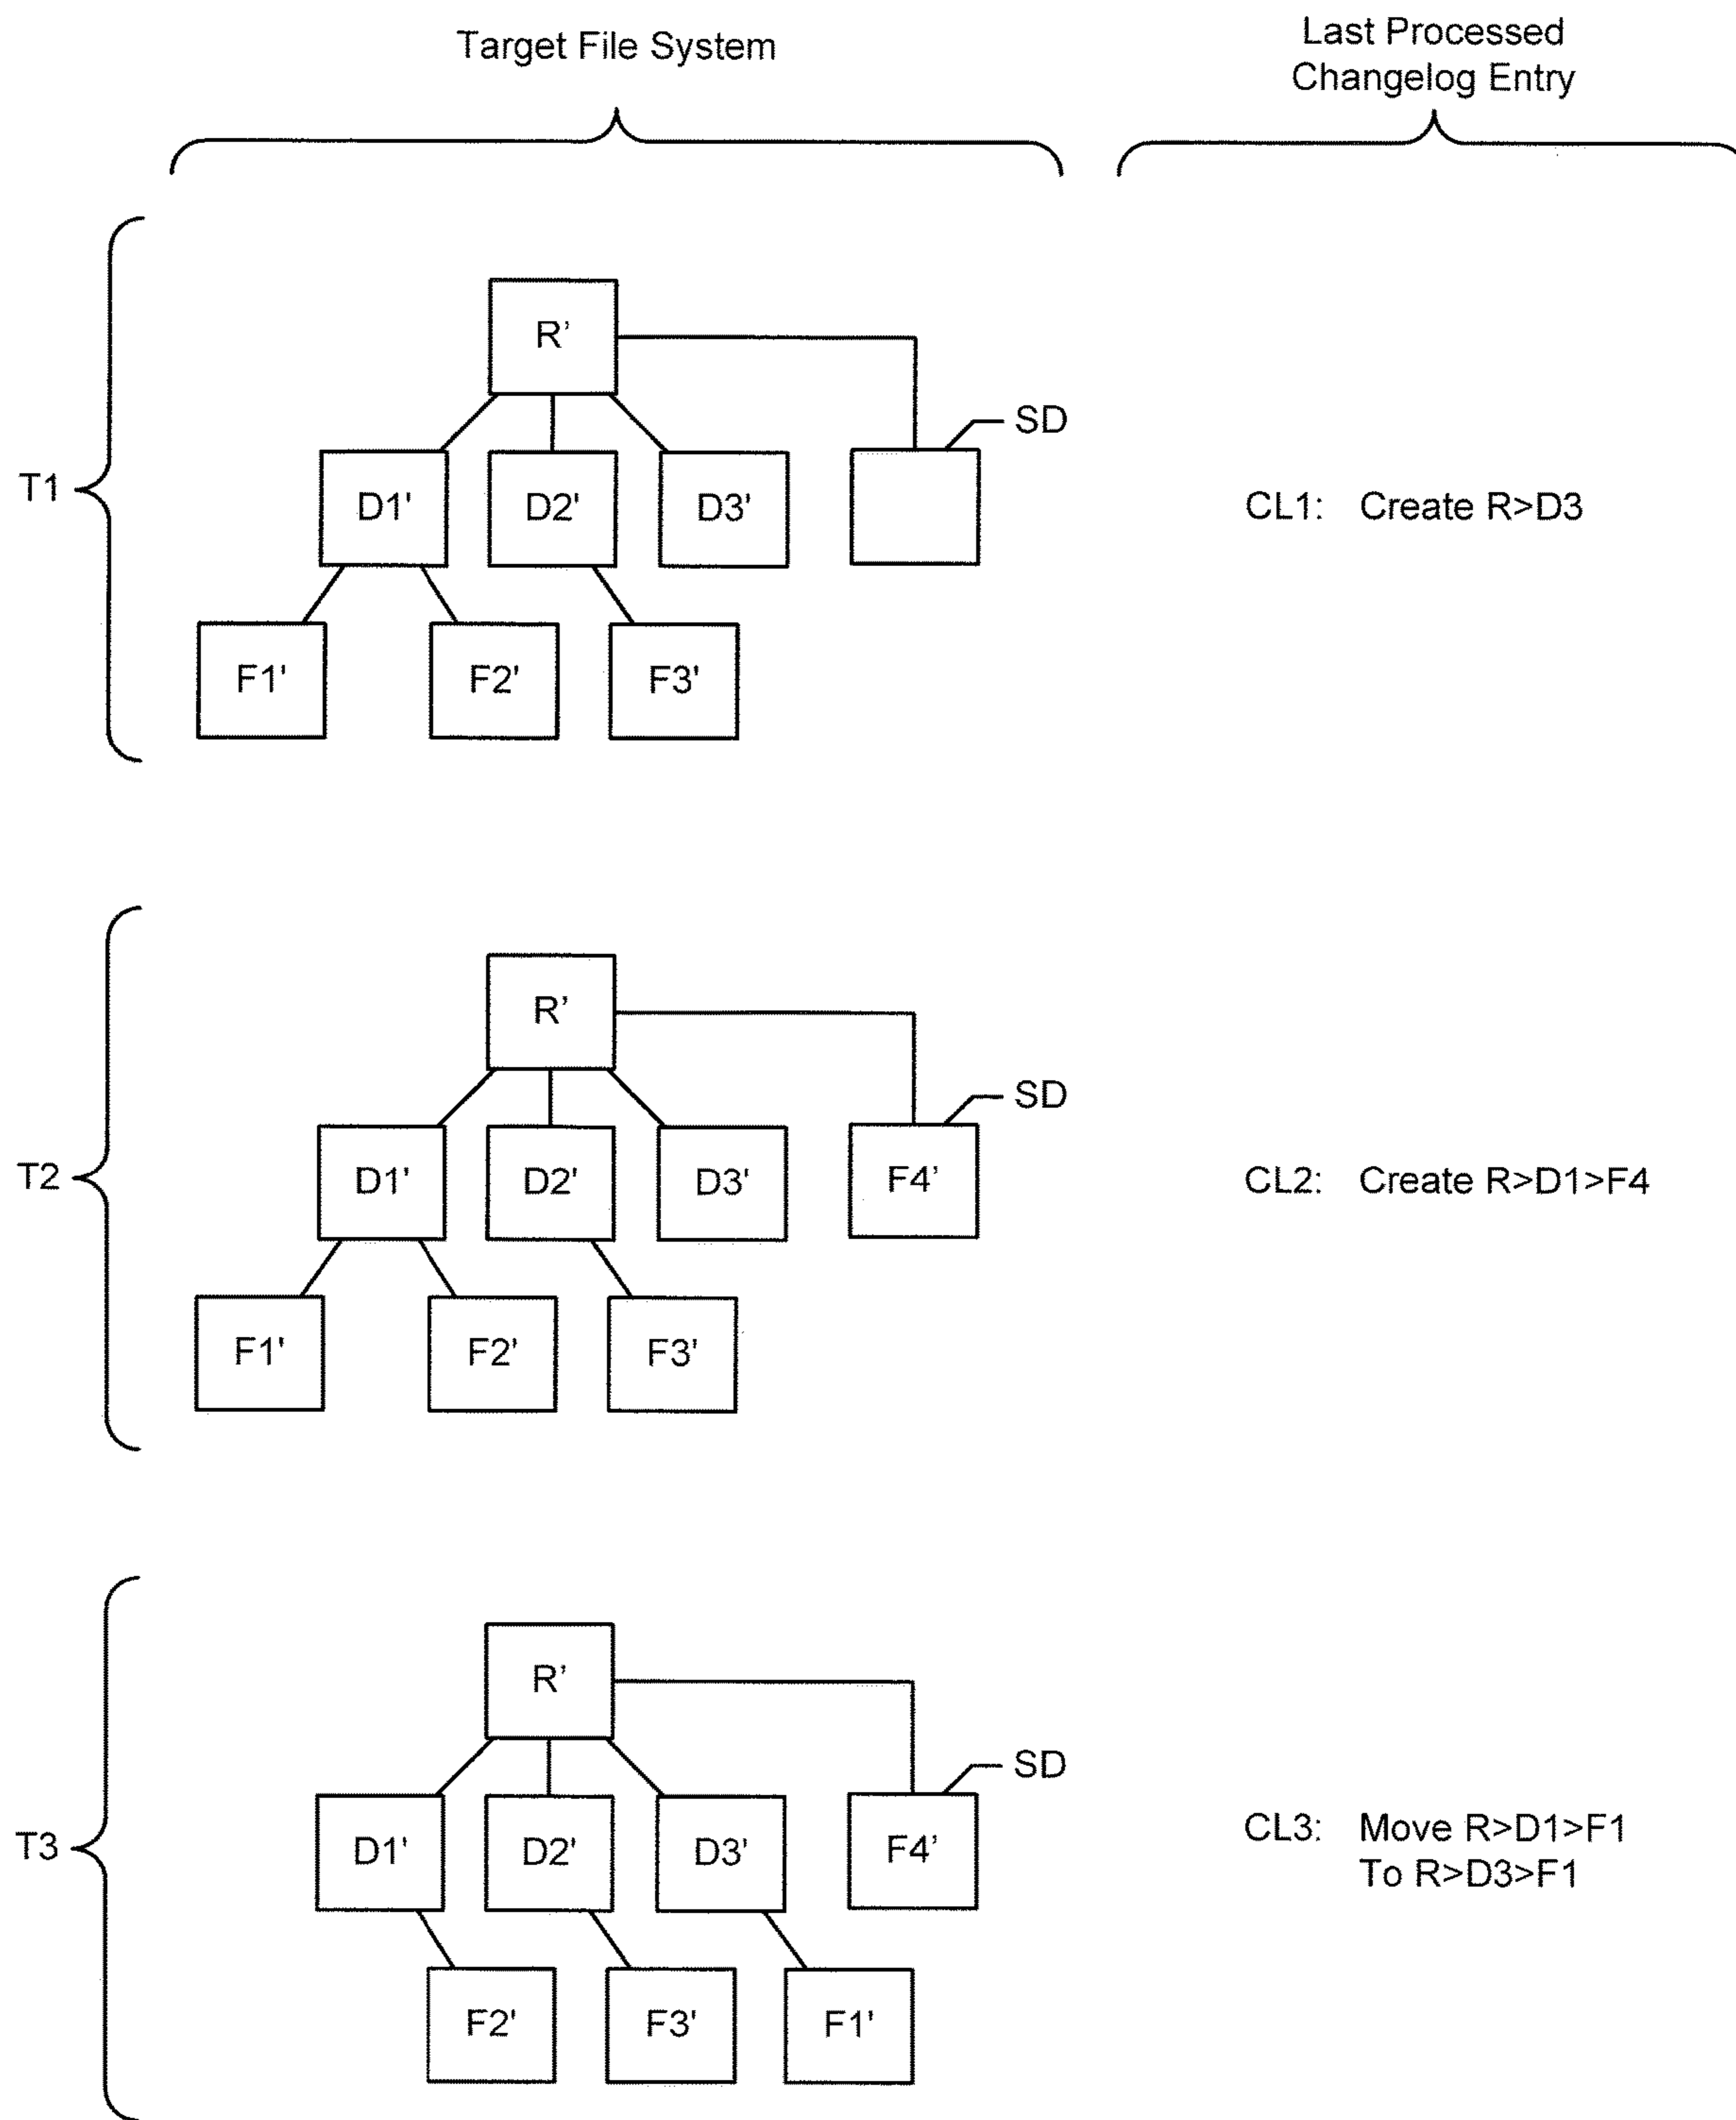 Target File System
Last Processed
Changelog Entry
T1
R’
SD
D1'
D2'
D3'
CL1: Create R>D3
F1'
F2'
F3'
T2
R’
SD
D1'
D2'
D3'
F4’
CL2: Create R>D1>F4
F1'
F2'
F3'
T3
R’
SD
D1'
D2'
D3'
F4’
CL3: Move R>D1>F1
To R>D3>F1
F2'
F3'
F1'